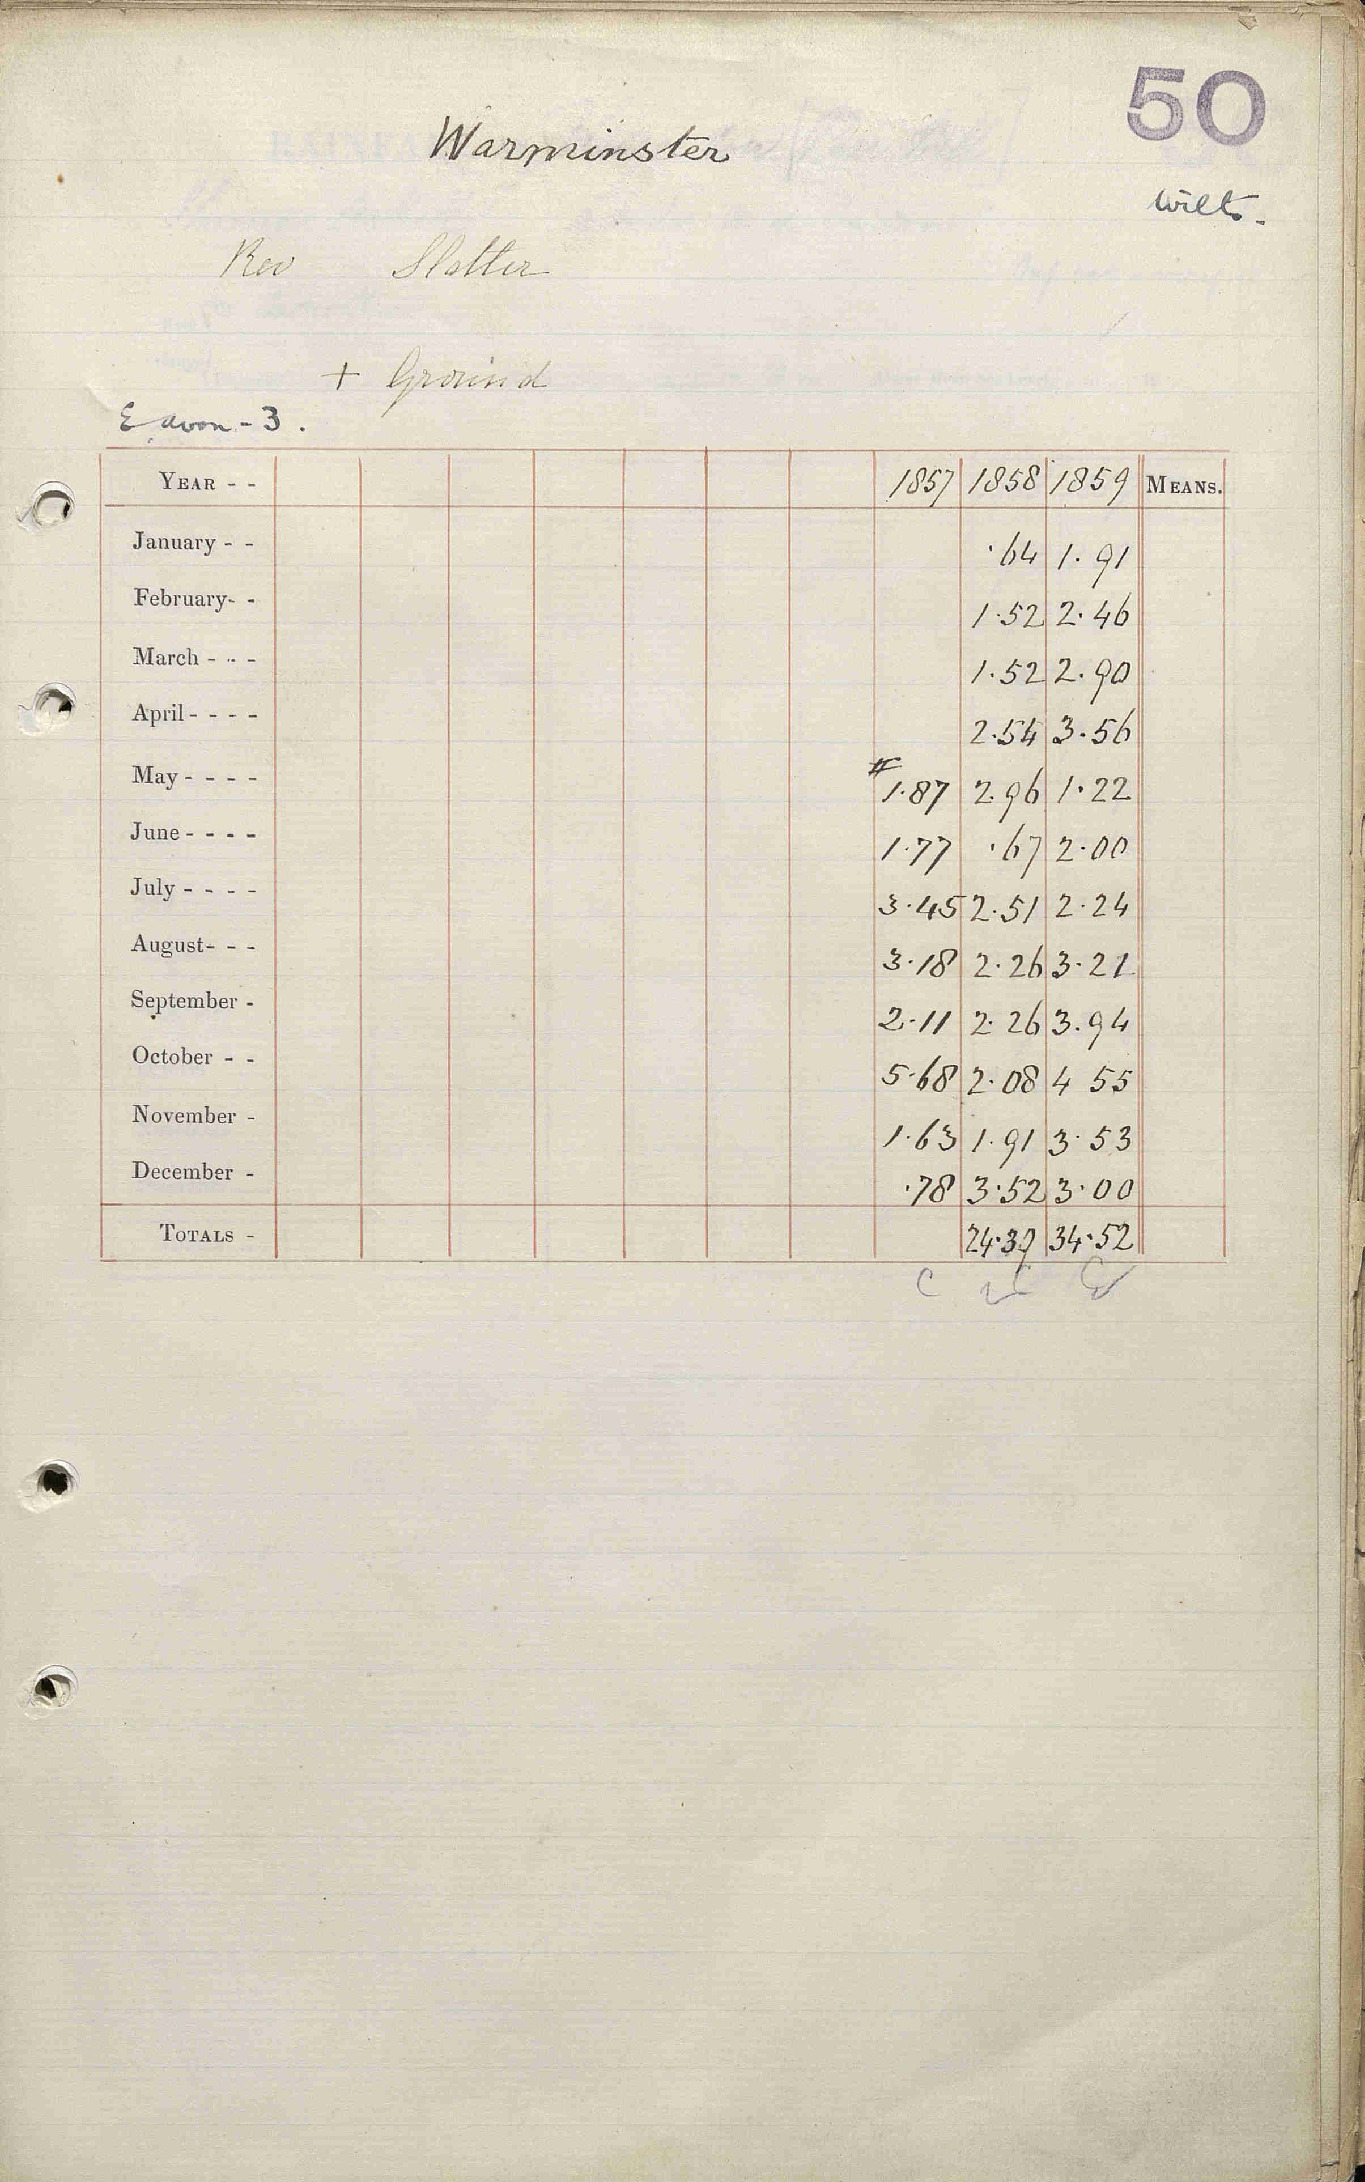 50
Warminster
Wilts.
Rev Slatter
+ Ground
E Avon - 3.
YEAR - - 1857 1858 1859 MEANS.
January - - ·64 1·91
February- - 1·52 2·46
March - - - 1·52 2·90
April - - - - 2·54 3·56
May - - - - # 1·87 2·96 1·22
June - - - - 1·77 ·67 2·00
July - - - - 3·45 2·51 2·24
August- - - 3·18 2·26 3·21
September - 2·11 2·26 3·94
October - - 5·68 2·08 4 55
November - 1·63 1·91 3·53
December - ·78 3·52 3·00
TOTALS - 24·39 34·52